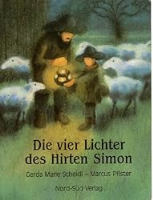 Die vier Lichter
des Hirten Simon
Gerda Marie Scheidl – Marcus Pfister
Nord-Süd Verlag